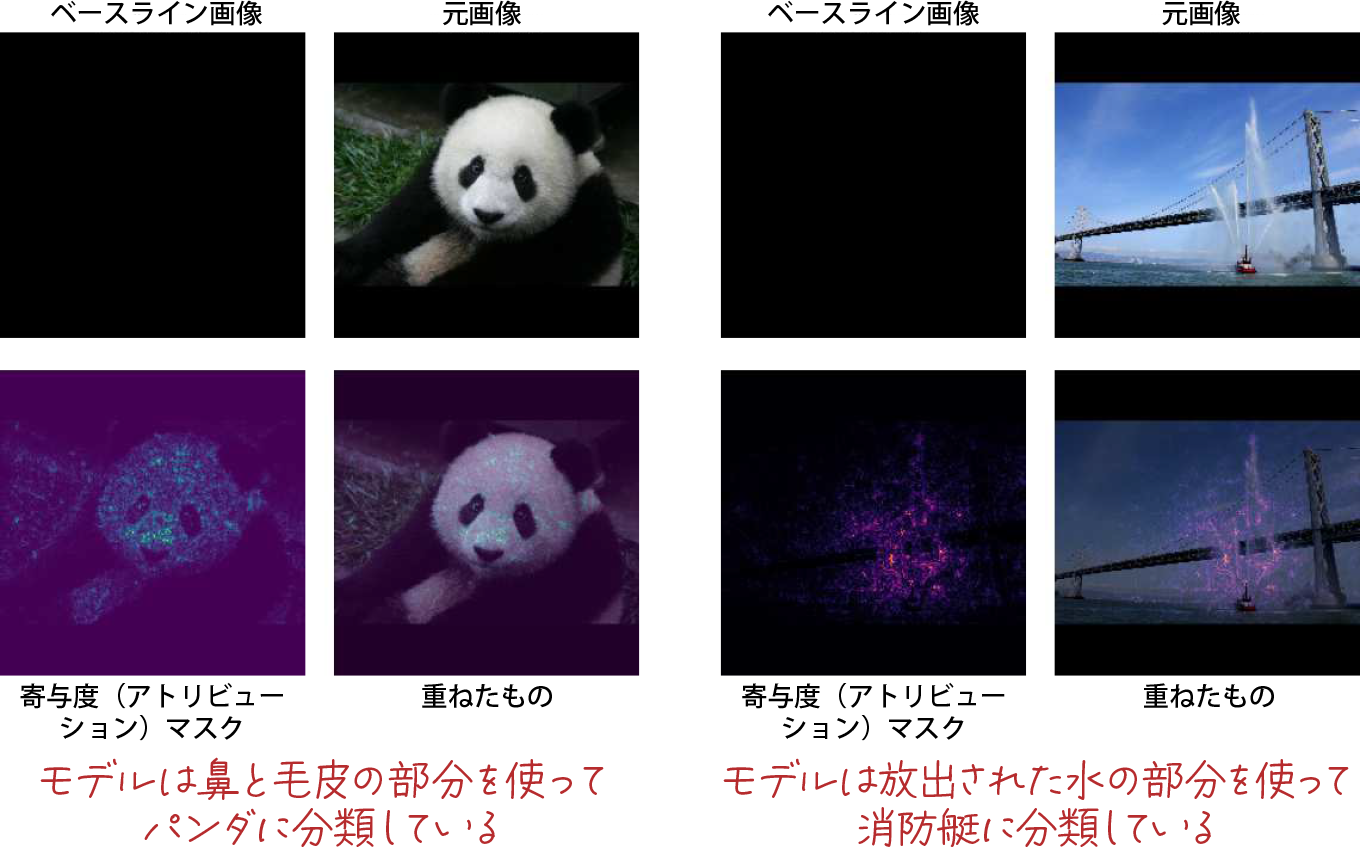 ベースライン画像
元画像
ベースライン画像
元画像
寄与度（アトリビュー
ション）マスク
重ねたもの
寄与度（アトリビュー
ション）マスク
重ねたもの
モデルは鼻と毛皮の部分を使って
パンダに分類している
モデルは放出された水の部分を使って
消防艇に分類している